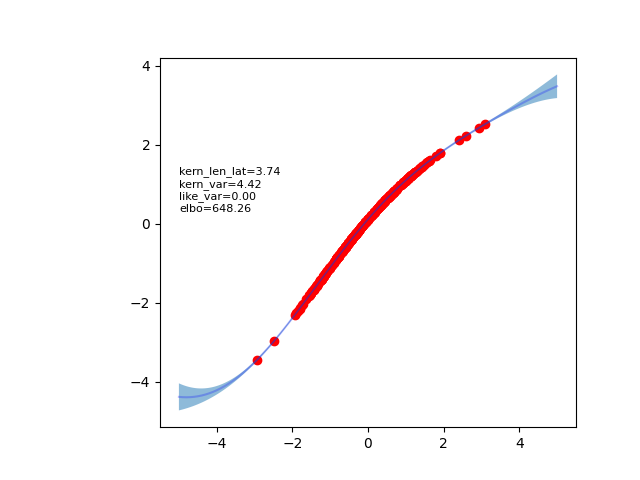 4
2
0
−2
−4
kern_len_lat=3.74
kern_var=4.42
like_var=0.00
elbo=648.26
−4 −2 0 2 4